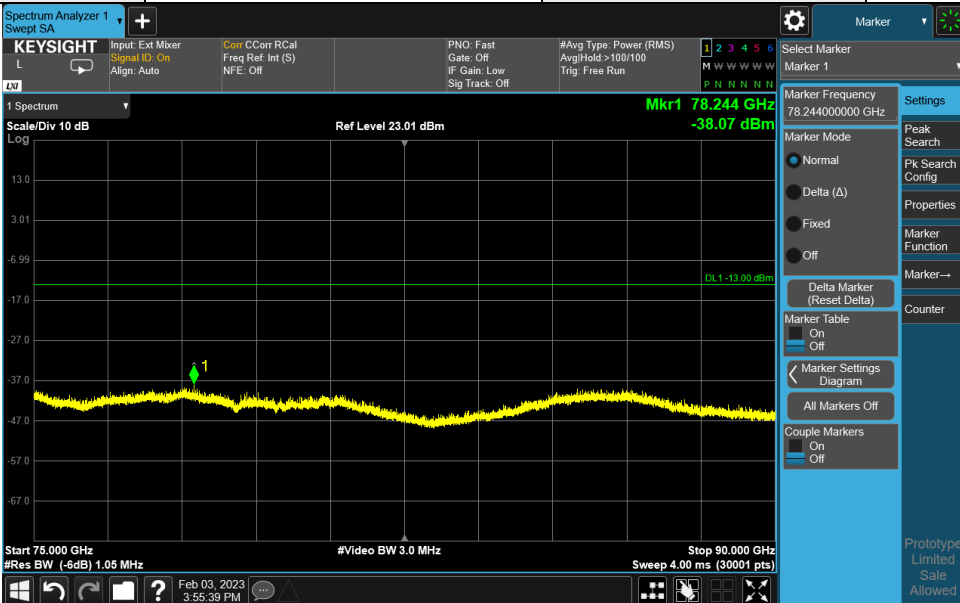 Spectrum Analyzer 1
Swept SA
Marker
KEYSIGHT
L
LXI
Input: Ext Mixer
Signal ID: On
Align: Auto
Corr CCorr RCal
Freq Ref: Int (S)
NFE: Off
PNO: Fast
Gate: Off
IF Gain: Low
Sig Track: Off
#Avg Type: Power (RMS)
Avg|Hold:>100/100
Trig: Free Run
1 2 3 4 5 6
M W W W W W
P N N N N N
Select Marker
Marker 1
1 Spectrum
Scale/Div 10 dB
Log
Ref Level 23.01 dBm
Mkr1 78.244 GHz
-38.07 dBm
13.0
3.01
-6.99
-17.0
-27.0
-37.0
-47.0
-57.0
-67.0
DL1 -13.00 dBm
1
Start 75.000 GHz
#Video BW 3.0 MHz
Stop 90.000 GHz
#Res BW (-6dB) 1.05 MHz
Sweep 4.00 ms (30001 pts)
Marker Frequency
78.244000000 GHz
Marker Mode
Normal
Delta (Δ)
Fixed
Off
Delta Marker
(Reset Delta)
Marker Table
On
Off
Marker Settings
Diagram
All Markers Off
Couple Markers
On
Off
Settings
Peak
Search
Pk Search
Config
Properties
Marker
Function
Marker→
Counter
Prototype
Limited
Sale
Allowed
?
Feb 03, 2023
3:55:39 PM